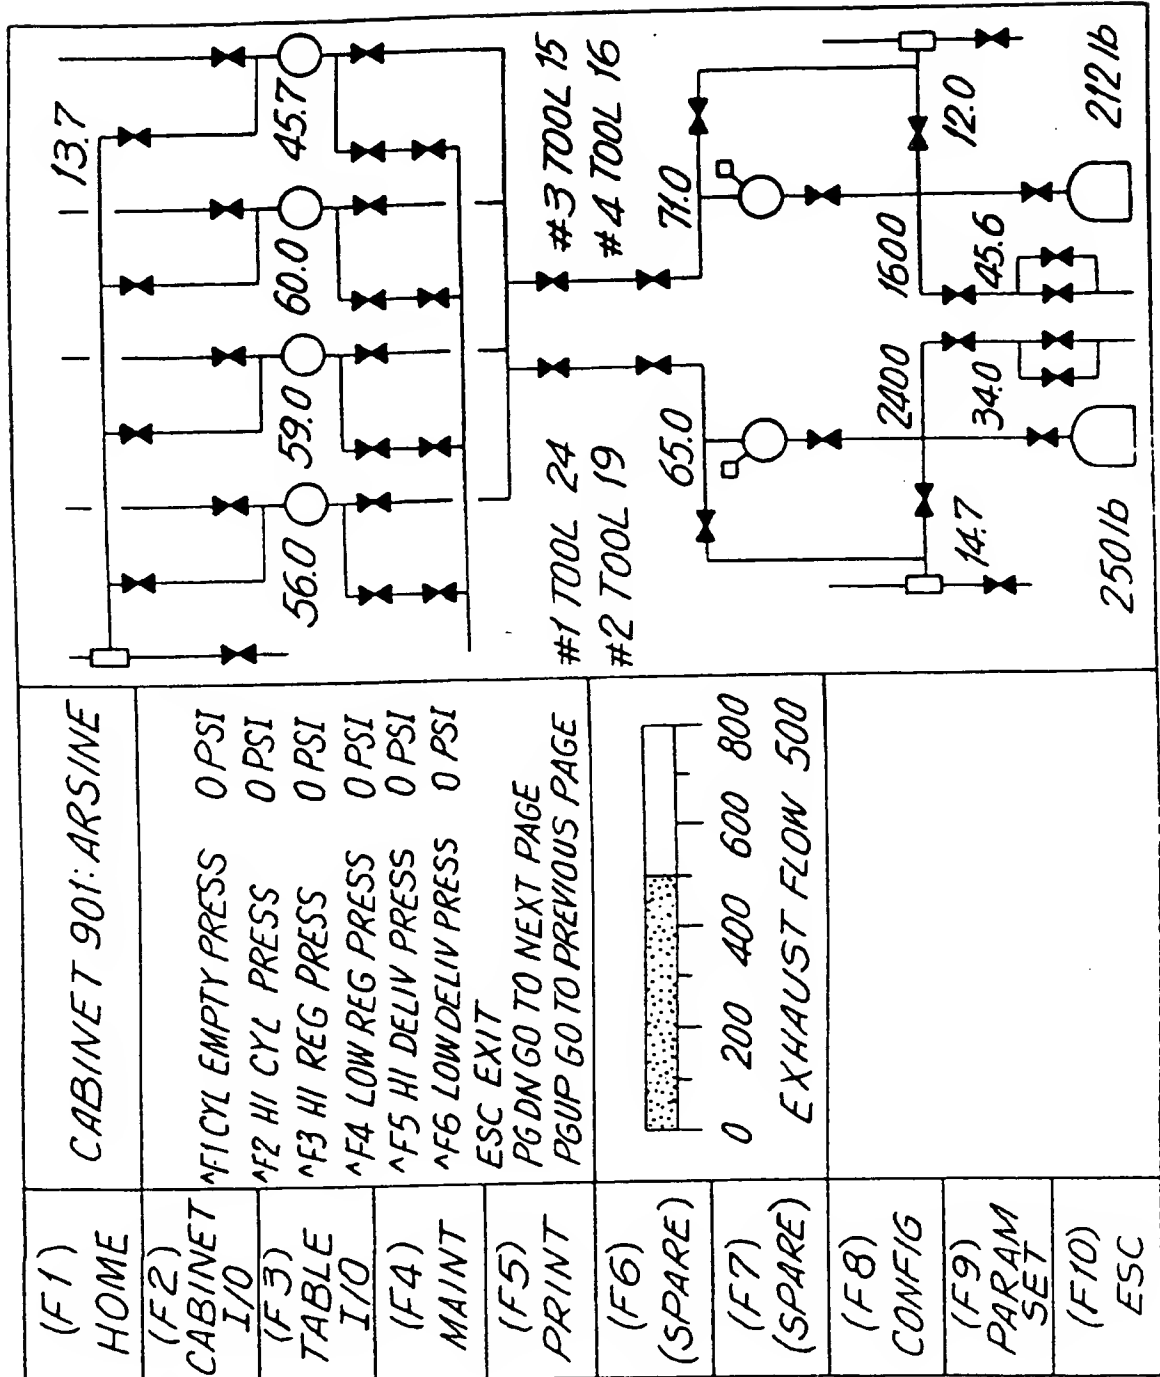 (F1)
HOME
(F2)
CABINET
I/O
(F3)
TABLE
I/O
(F4)
MAINT
(F5)
PRINT
(F6)
(SPARE)
(F7)
(SPARE)
(F8)
CONFIG
(F9)
PARAM
SET
(F10)
ESC
CABINET 901: ARSINE
^F1 CYL EMPTY PRESS 0 PSI
^F2 HI CYL PRESS 0 PSI
^F3 HI REG PRESS 0 PSI
^F4 LOW REG PRESS 0 PSI
^F5 HI DELIV PRESS 0 PSI
^F6 LOW DELIV PRESS 0 PSI
ESC EXIT
PG DN GO TO NEXT PAGE
PGUP GO TO PREVIOUS PAGE
0 200 400 600 800
EXHAUST FLOW 500
13.7
56.0 59.0 60.0 45.7
#1 TOOL 24
#2 TOOL 19
#3 TOOL 15
#4 TOOL 16
65.0 71.0
2400 1600
14.7 34.0 45.6 12.0
250 lb 212 lb